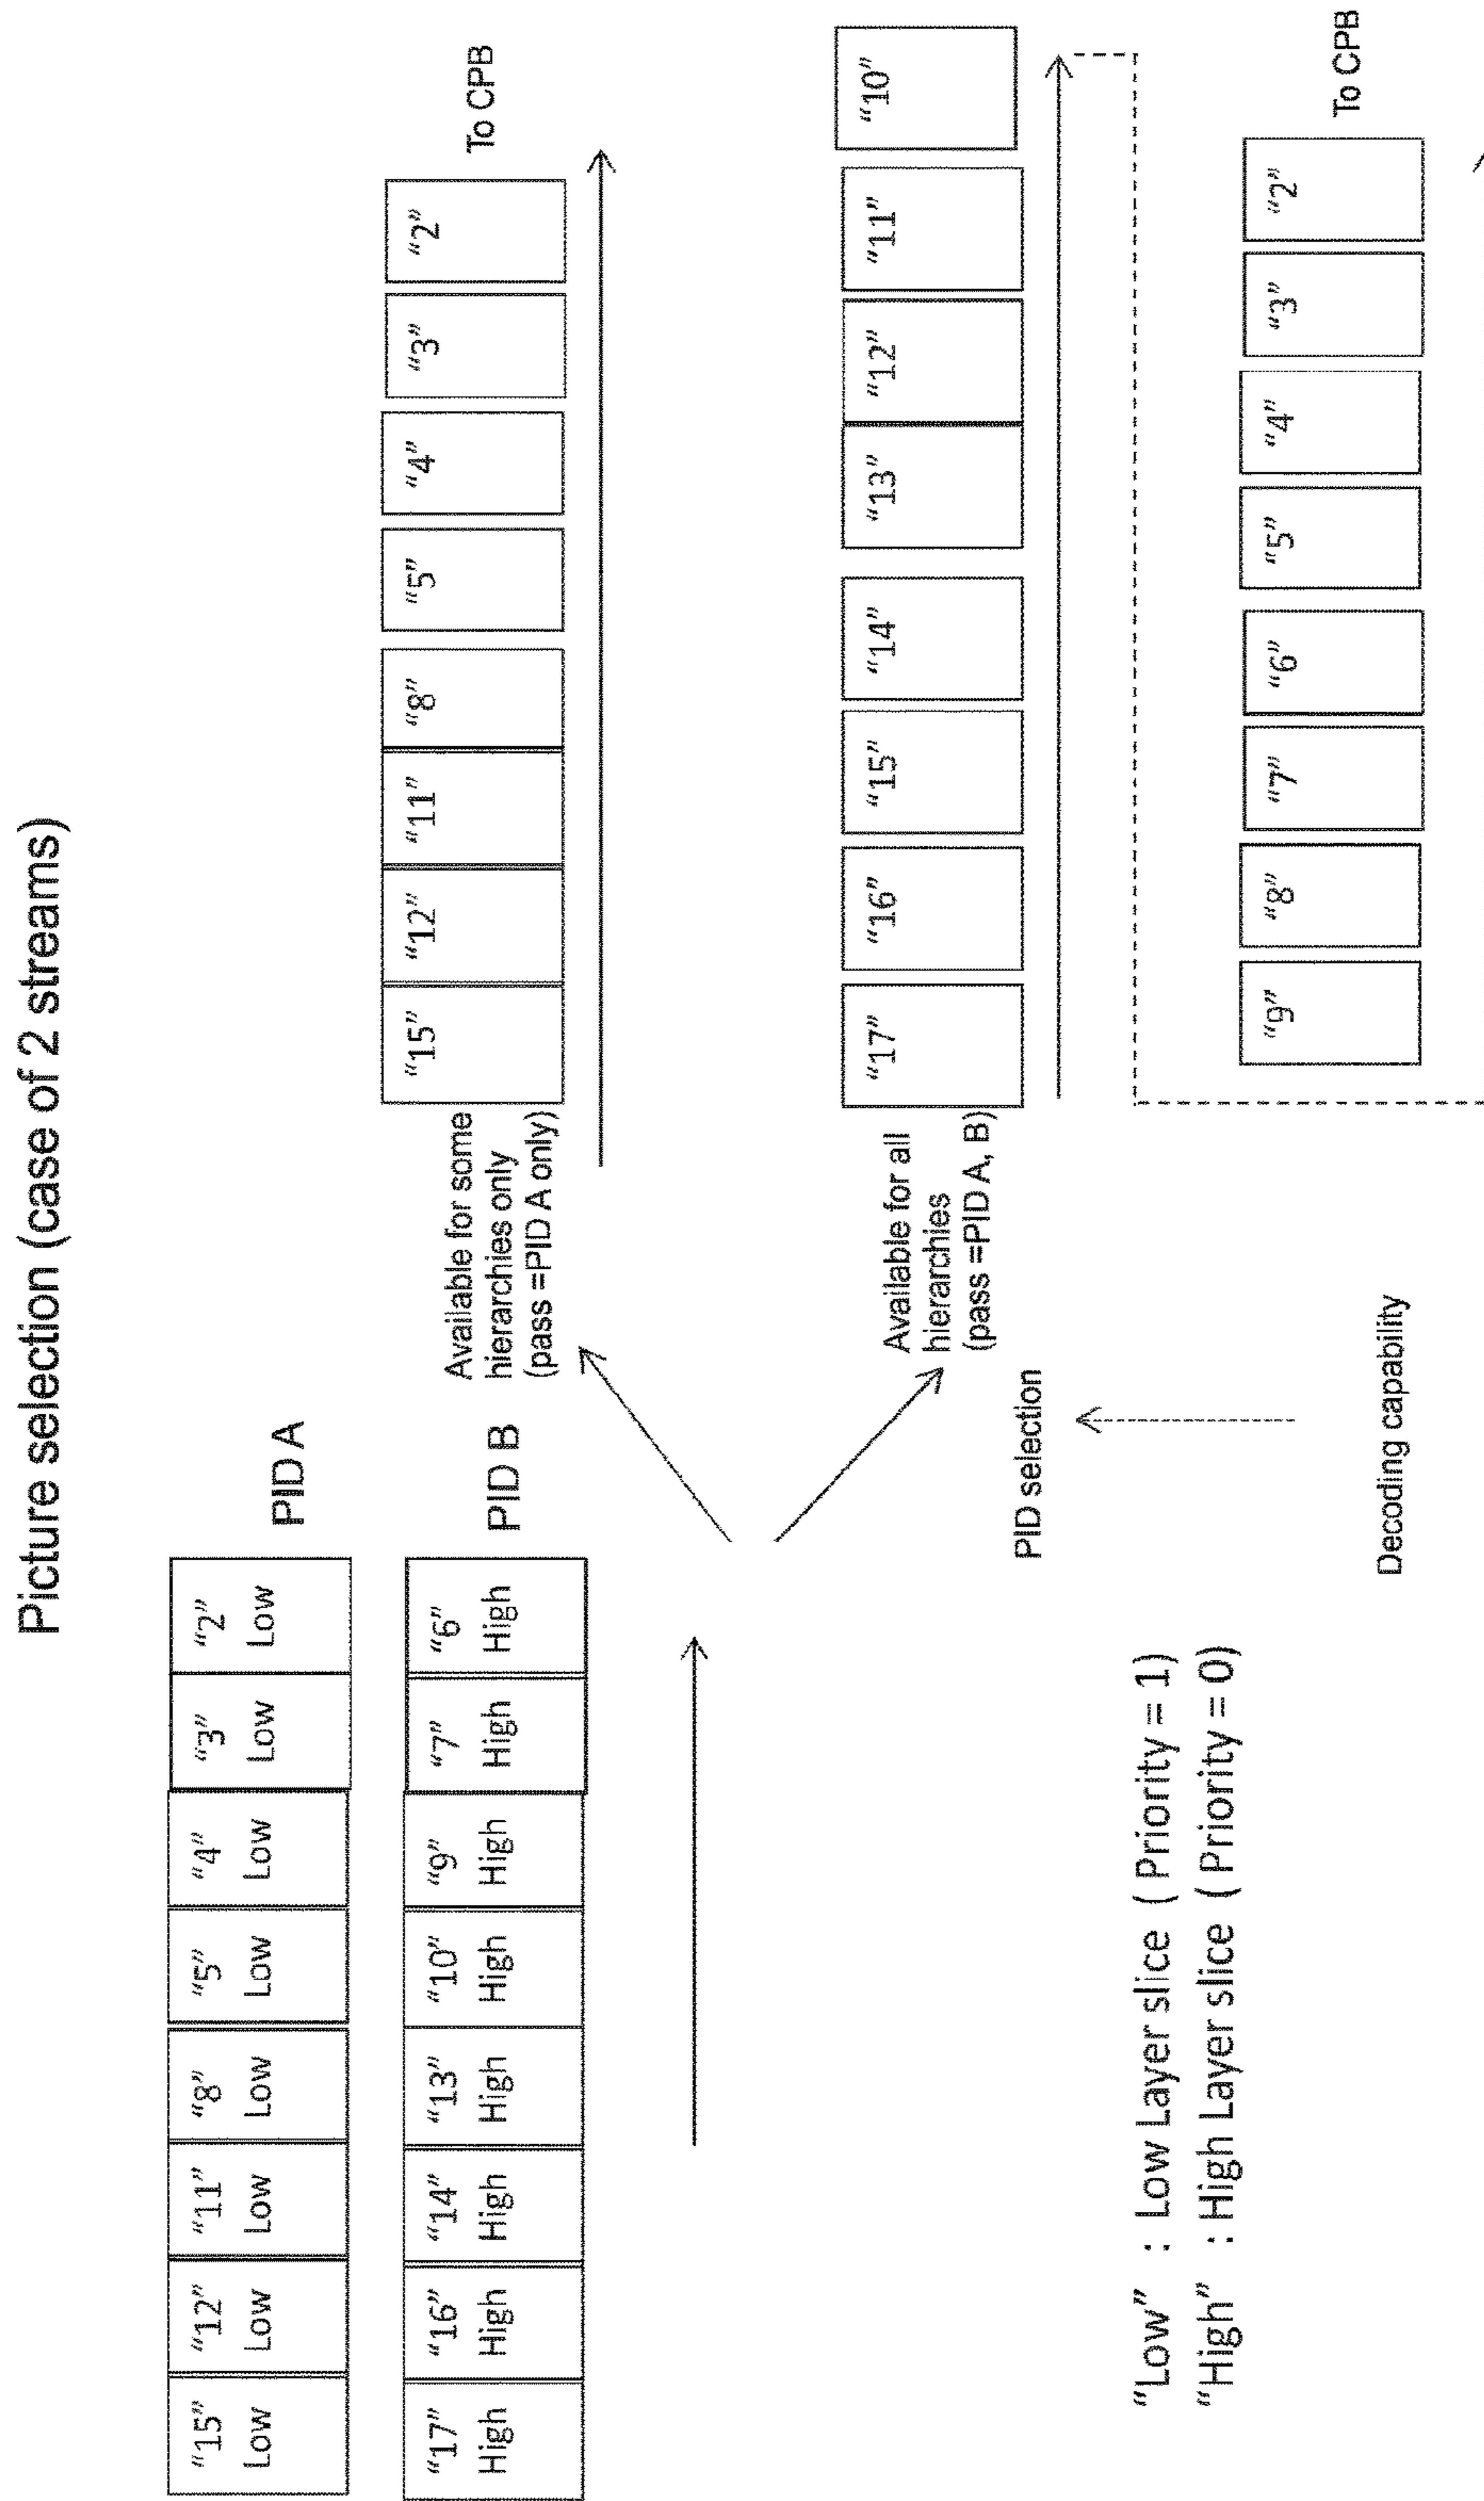 Picture selection (case of 2 streams)
“15” “12” “11” “8” “5” “4” “3” “2”
Low Low Low Low Low Low Low Low
PID A
“17” “16” “14” “13” “10” “9” “7” “6”
High High High High High High High High
PID B
Available for some
hierarchies only
(pass =PID A only)
“15” “12” “11” “8” “5” “4” “3” “2”
To CPB
Available for all
hierarchies
(pass =PID A, B)
“17” “16” “15” “14” “13” “12” “11” “10”
PID selection
“9” “8” “7” “6” “5” “4” “3” “2”
To CPB
Decoding capability
“Low” : Low Layer slice ( Priority = 1)
“High” : High Layer slice ( Priority = 0)